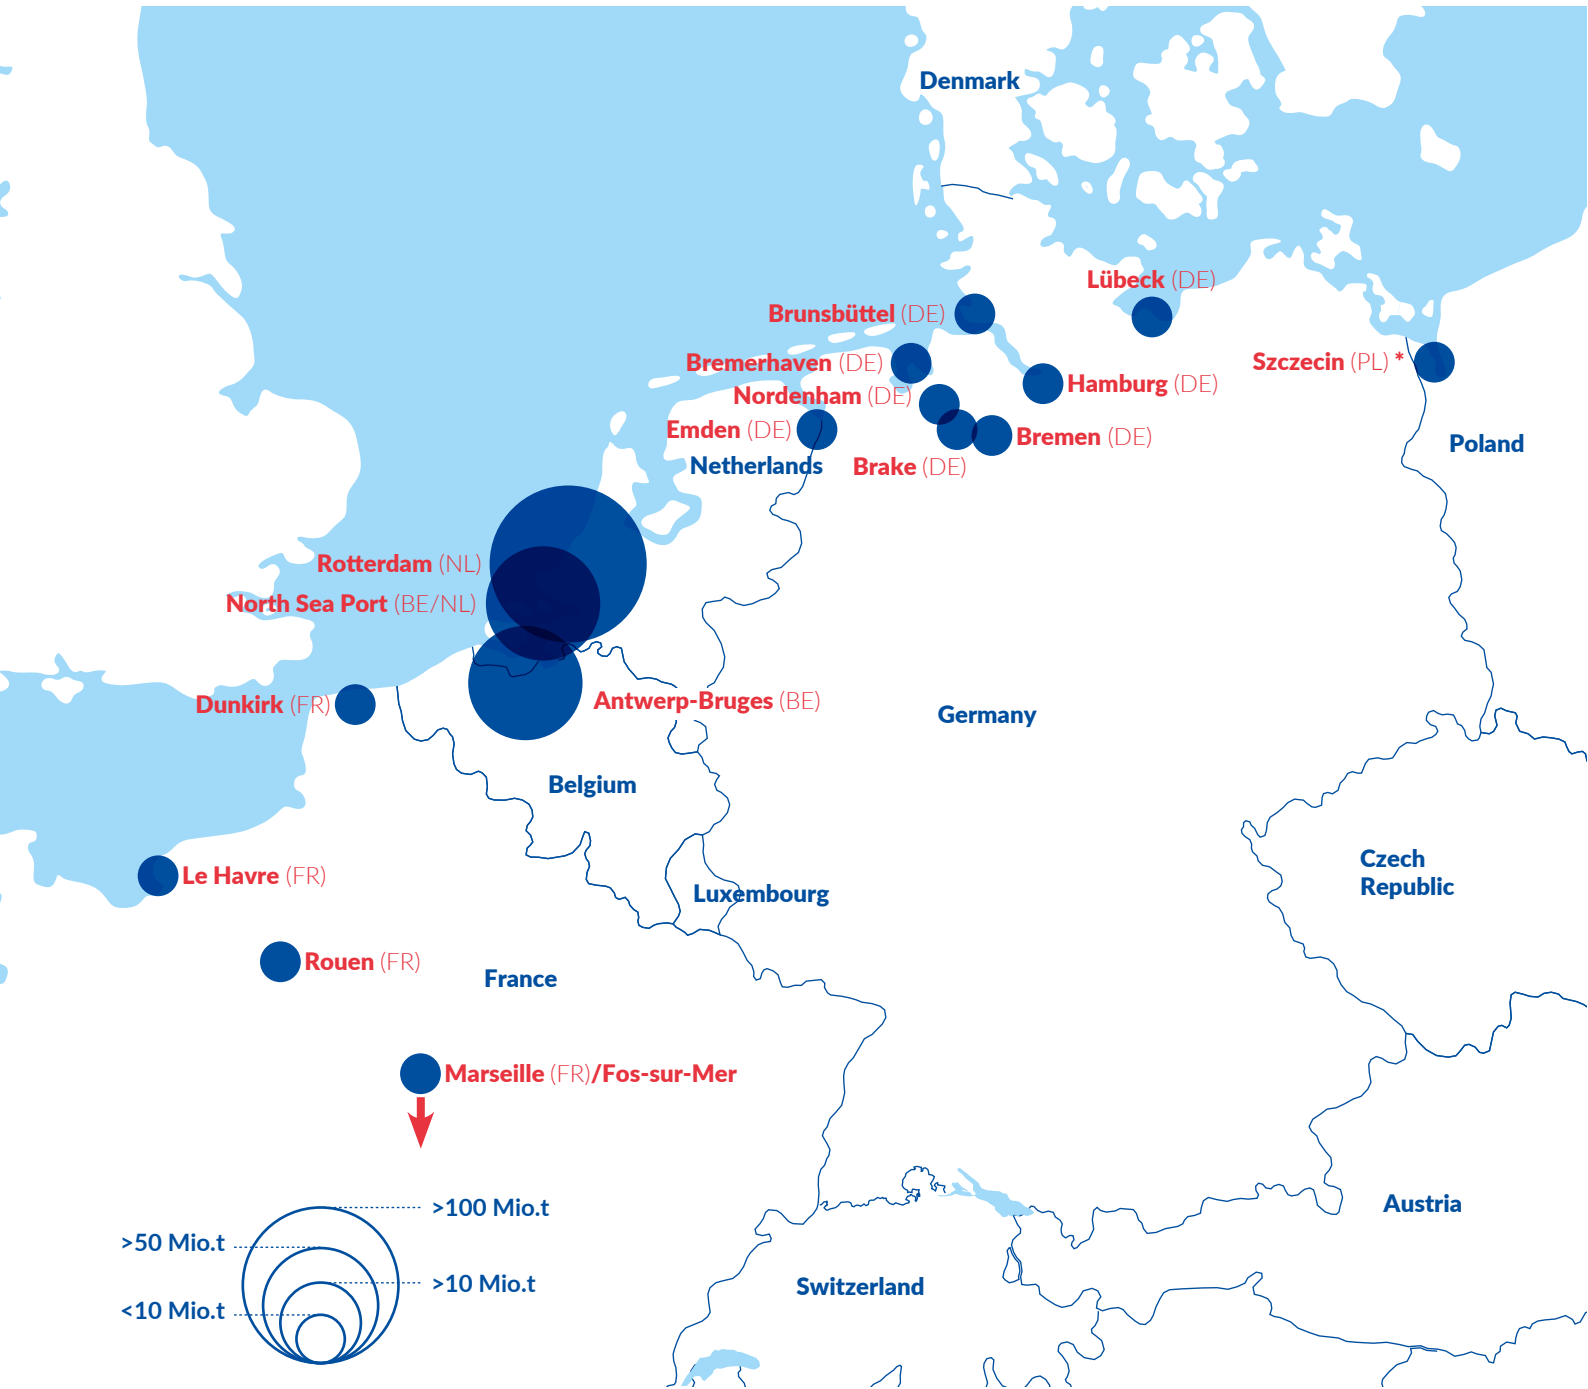 Denmark
Lübeck (DE)
Brunsbüttel (DE)
Bremerhaven (DE)
Szczecin (PL) *
Hamburg (DE)
Nordenham (DE)
Emden (DE)
Bremen (DE)
Poland
Netherlands
Brake (DE)
Rotterdam (NL)
North Sea Port (BE/NL)
Dunkirk (FR)
Antwerp-Bruges (BE)
Germany
Belgium
Czech
Republic
Le Havre (FR)
Luxembourg
Rouen (FR)
France
Marseille (FR)/Fos-sur-Mer
Austria
>100 Mio.t
>50 Mio.t
>10 Mio.t
Switzerland
<10 Mio.t